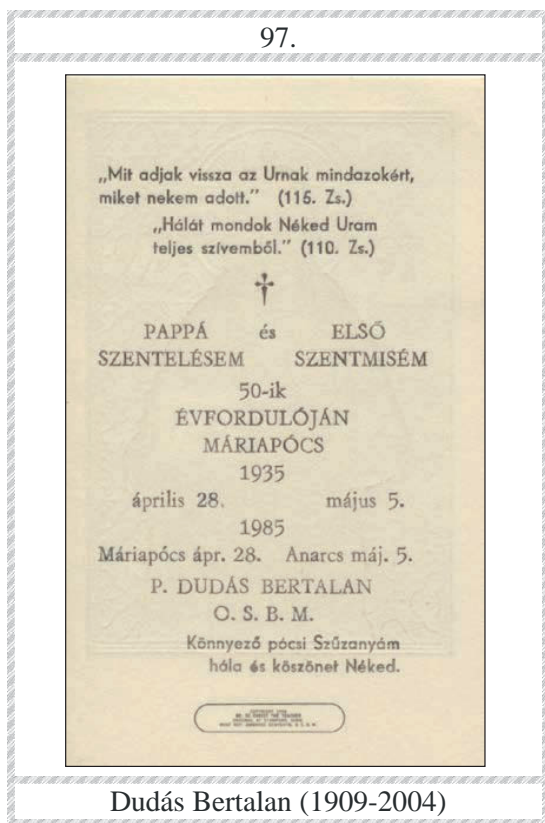 97.
„Mit adjak vissza az Urnak mindazokért,
miket nekem adott.” (115. Zs.)
„Hálát mondok Néked Uram
teljes szívemből.” (110. Zs.)
PAPPÁ és ELSŐ
SZENTELÉSEM SZENTMISÉM
50-ik
ÉVFORDULÓJÁN
MÁRIAPÓCS
1935
április 28. május 5.
1985
Máriapócs ápr. 28. Anarcs máj. 5.
P. DUDÁS BERTALAN
O. S. B. M.
Könnyező pócsi Szűzanyám
hála és köszönet Néked.
Dudás Bertalan (1909-2004)